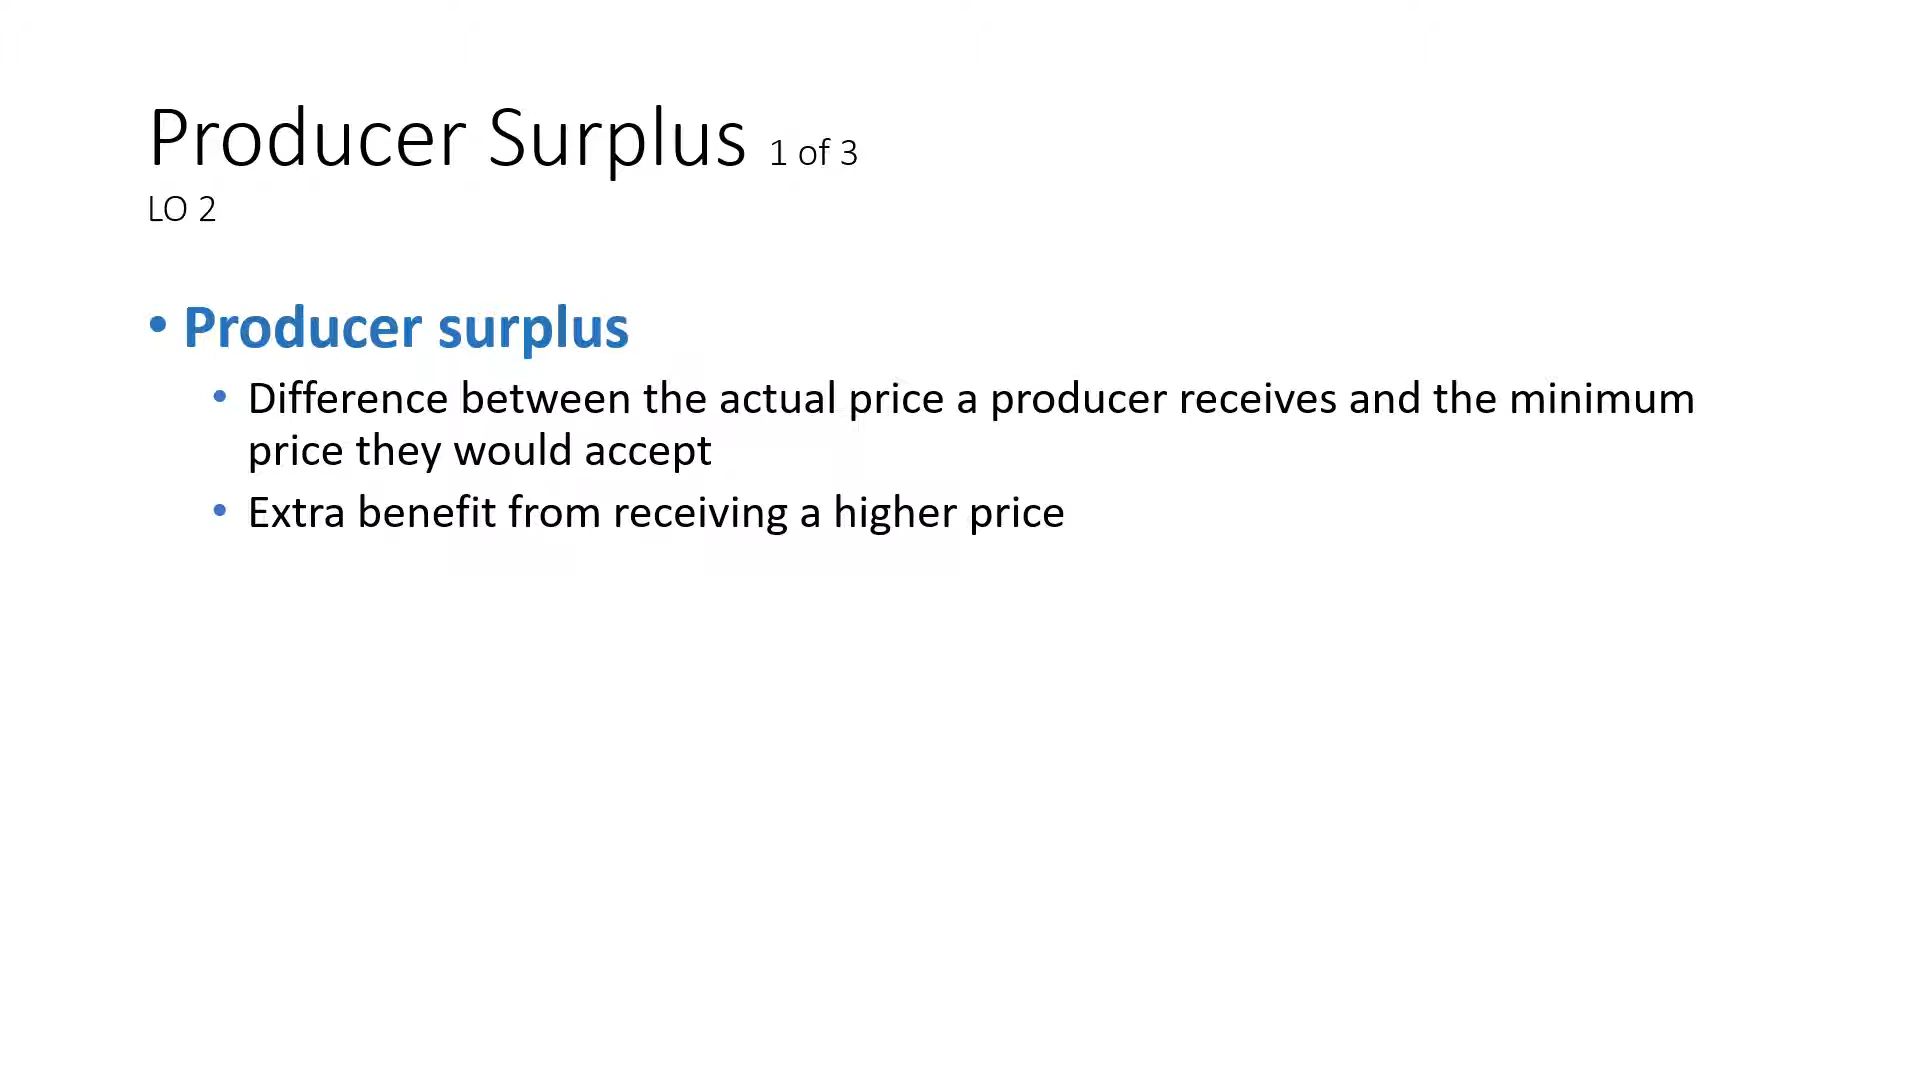 Producer Surplus 1 of 3
LO 2
• Producer surplus
• Difference between the actual price a producer receives and the minimum
price they would accept
• Extra benefit from receiving a higher price